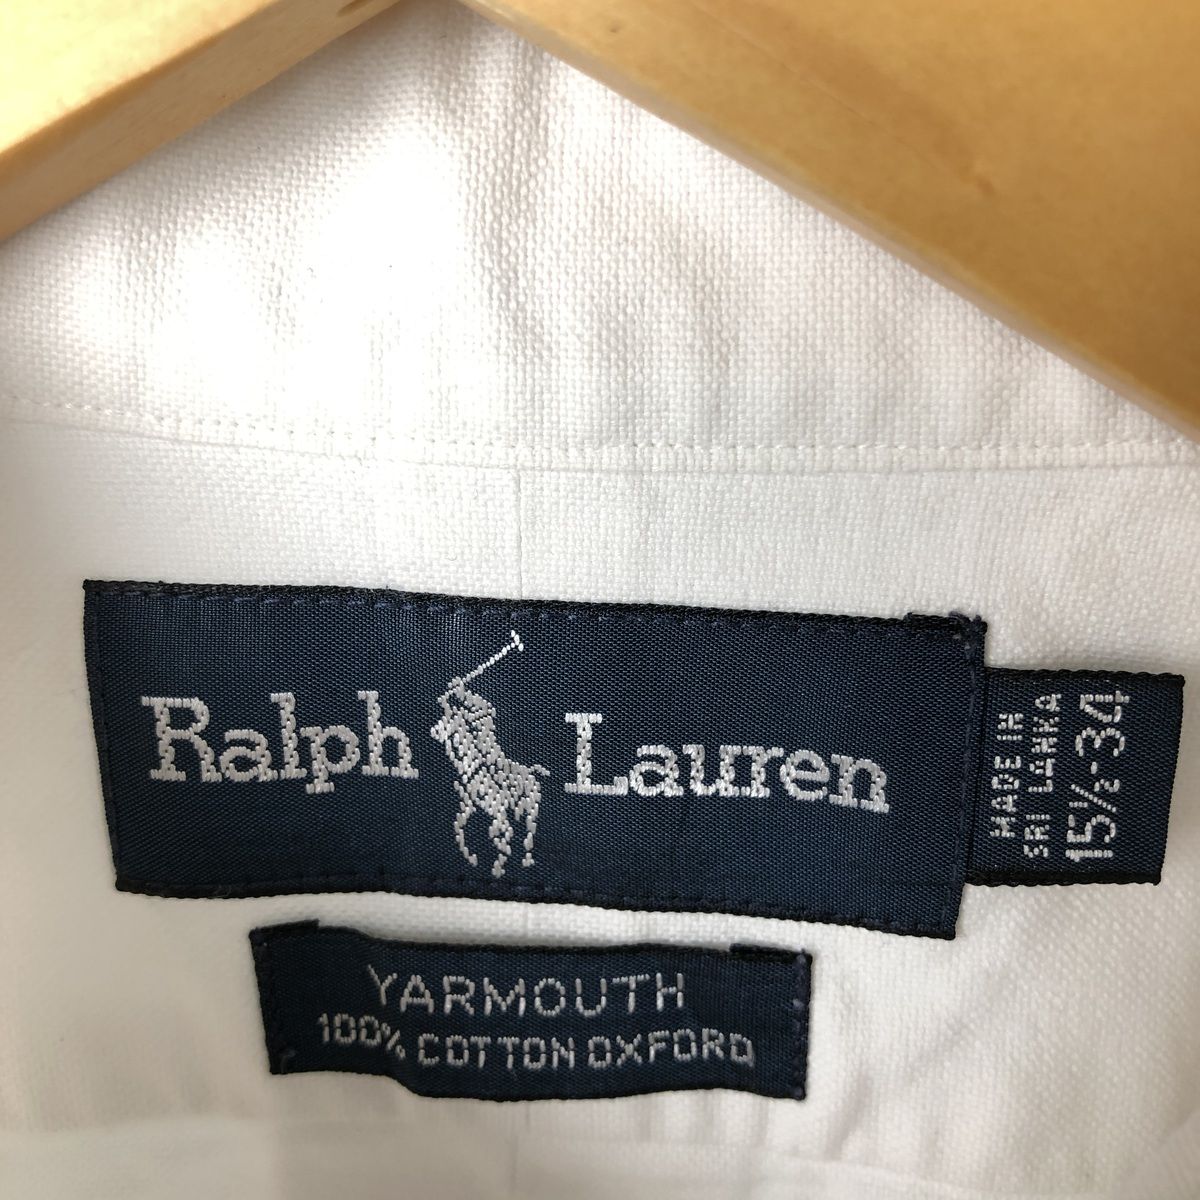 Ralph Lauren
MADE IN
SRI LANKA
15½-34
YARMOUTH
100% COTTON OXFORD